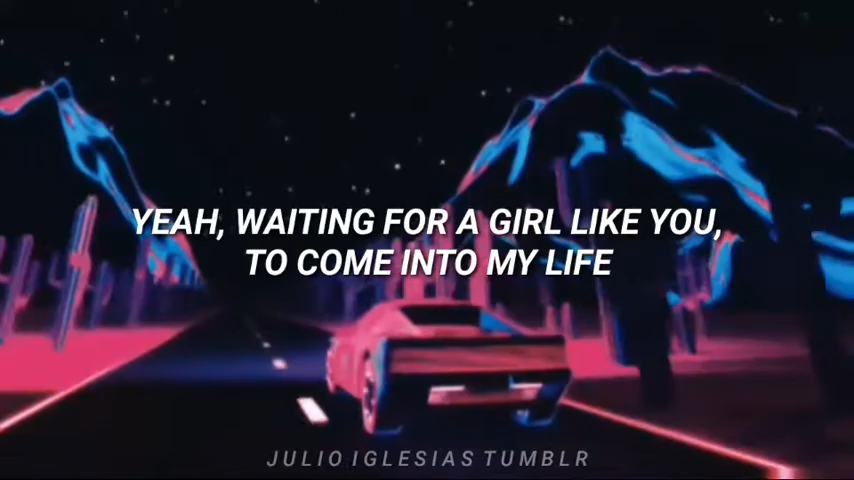 YEAH, WAITING FOR A GIRL LIKE YOU,
TO COME INTO MY LIFE
JULIO IGLESIAS TUMBLR